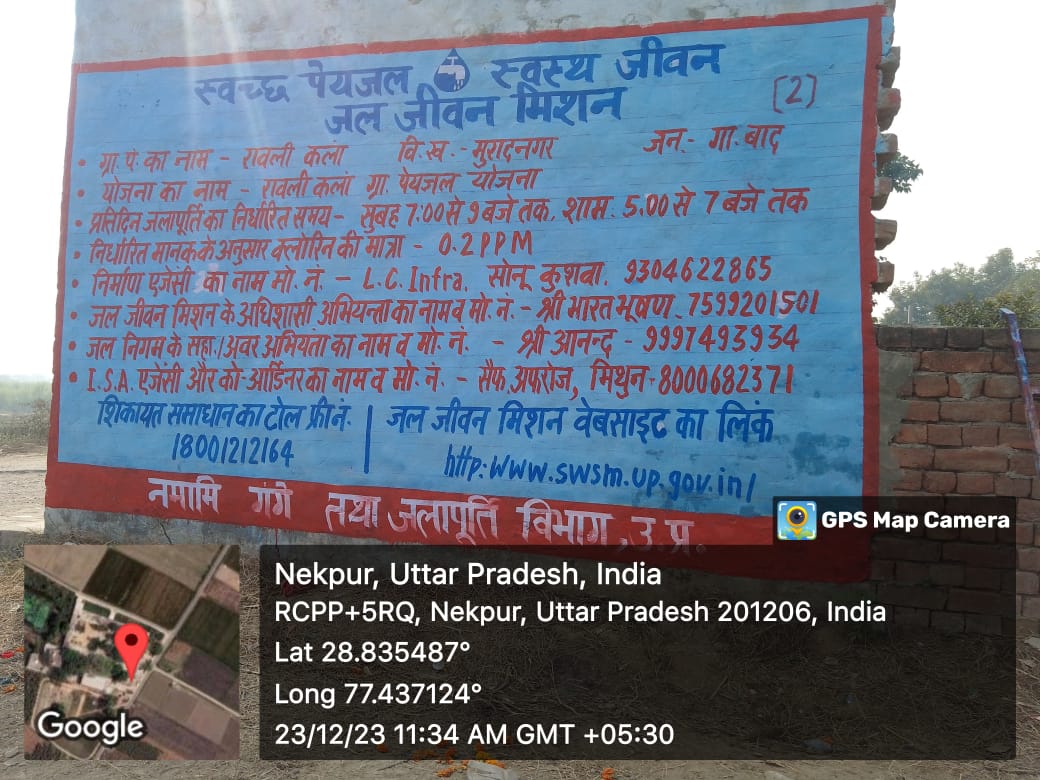 स्वच्छ पेयजल स्वस्थ जीवन
जल जीवन मिशन [2]
• ग्रा. पं. का नाम - रावली कलां वि.ख.- मुरादनगर जन.- गा. बाद
• योजना का नाम - रावली कलां ग्रा. पेयजल योजना
• प्रतिदिन जलापूर्ति का निर्धारित समय- सुबह 7:00 से 9 बजे तक, शाम. 5.00 से 7 बजे तक
• निर्धारित मानक के अनुसार क्लोरिन की मात्रा - 0.2 PPM
• निर्माण एजेंसी का नाम मो. नं. - L.C. Infra, सोनू कुशवा, 9304622865
• जल जीवन मिशन के अधिशासी अभियन्ता का नाम व मो. नं. - श्री भारत भूषण. 7599201501
• जल निगम के सहा./अवर अभियंता का नाम व मो. नं. - श्री आनन्द - 9997493934
• I.S.A. एजेंसी और को-आर्डिनर का नाम व मो. नं. - सैफ, अफरोज, मिथुन - 8000682371
शिकायत समाधान का टोल फ्री नं.
18001212164
जल जीवन मिशन वेबसाइट का लिंक
http:www.swsm.up.gov.in/
नमामि गंगे तथा जलापूर्ति विभाग, उ.प्र.
GPS Map Camera
Nekpur, Uttar Pradesh, India
RCPP+5RQ, Nekpur, Uttar Pradesh 201206, India
Lat 28.835487°
Long 77.437124°
23/12/23 11:34 AM GMT +05:30
Google